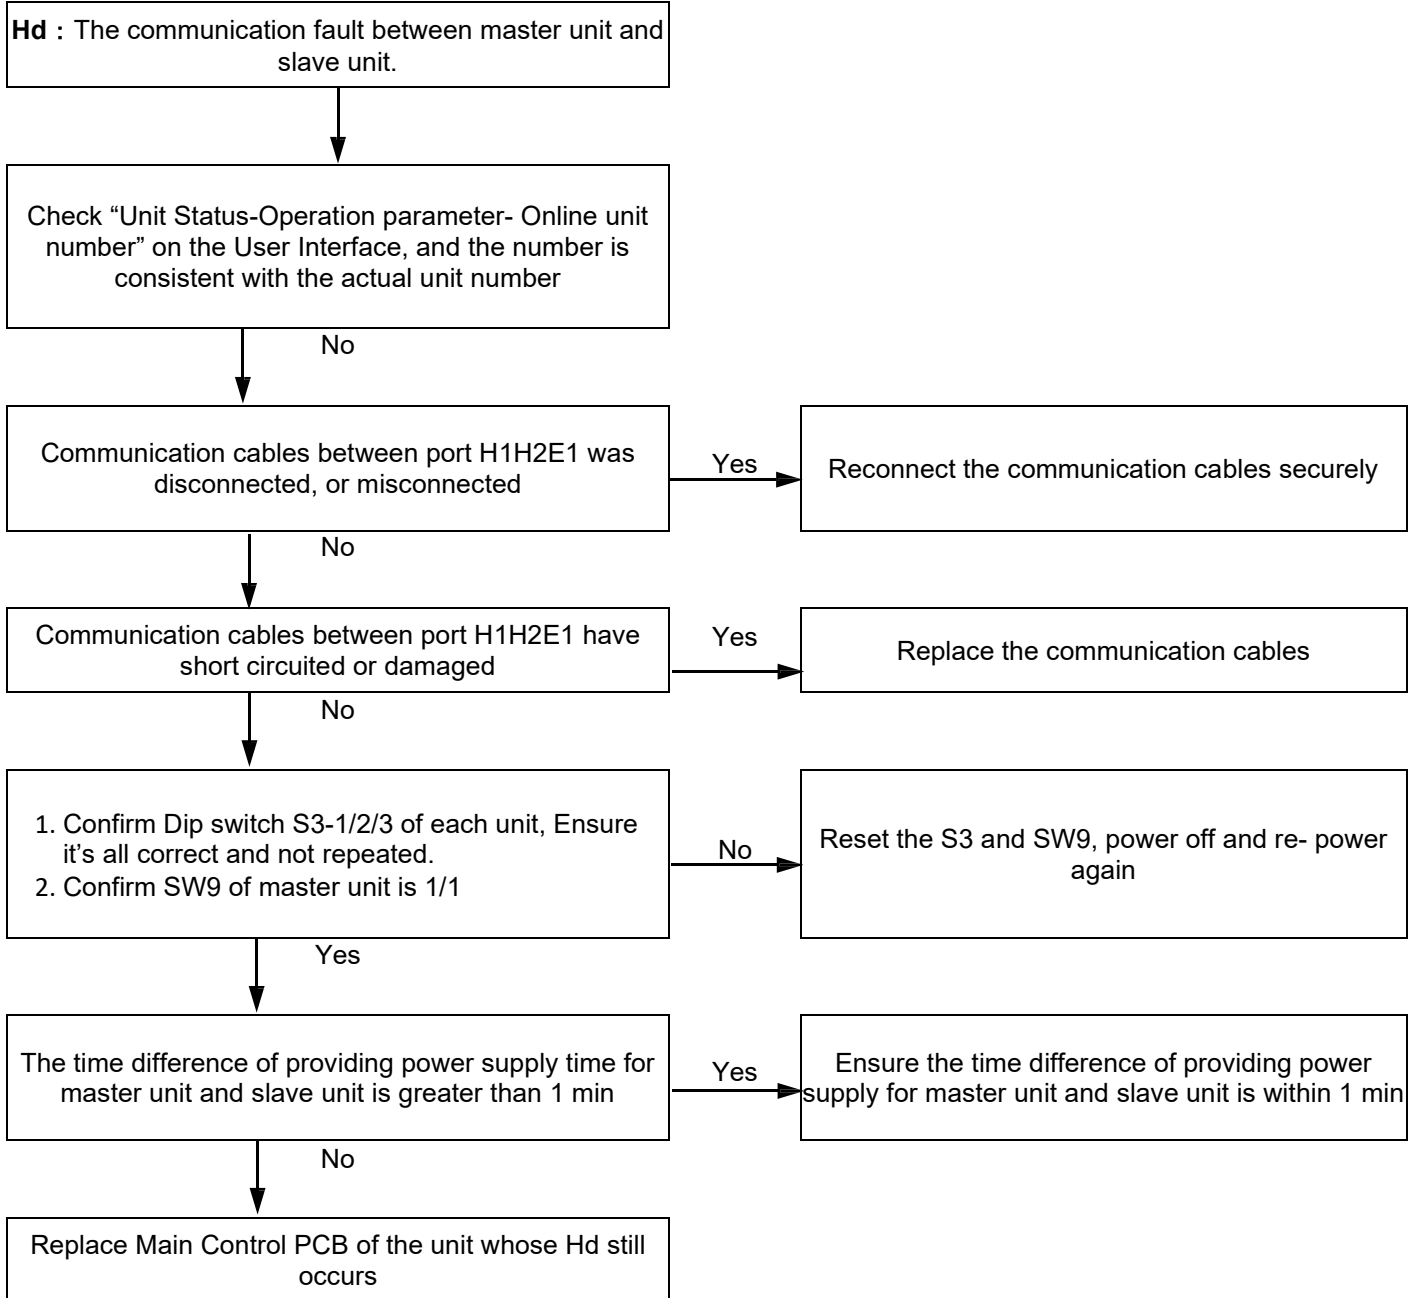 Hd : The communication fault between master unit and
slave unit.
Check “Unit Status-Operation parameter- Online unit
number” on the User Interface, and the number is
consistent with the actual unit number
No
Communication cables between port H1H2E1 was
disconnected, or misconnected
Yes
Reconnect the communication cables securely
No
Communication cables between port H1H2E1 have
short circuited or damaged
Yes
Replace the communication cables
No
1. Confirm Dip switch S3-1/2/3 of each unit, Ensure
it's all correct and not repeated.
2. Confirm SW9 of master unit is 1/1
No
Reset the S3 and SW9, power off and re- power
again
Yes
The time difference of providing power supply time for
master unit and slave unit is greater than 1 min
Yes
Ensure the time difference of providing power
supply for master unit and slave unit is within 1 min
No
Replace Main Control PCB of the unit whose Hd still
occurs